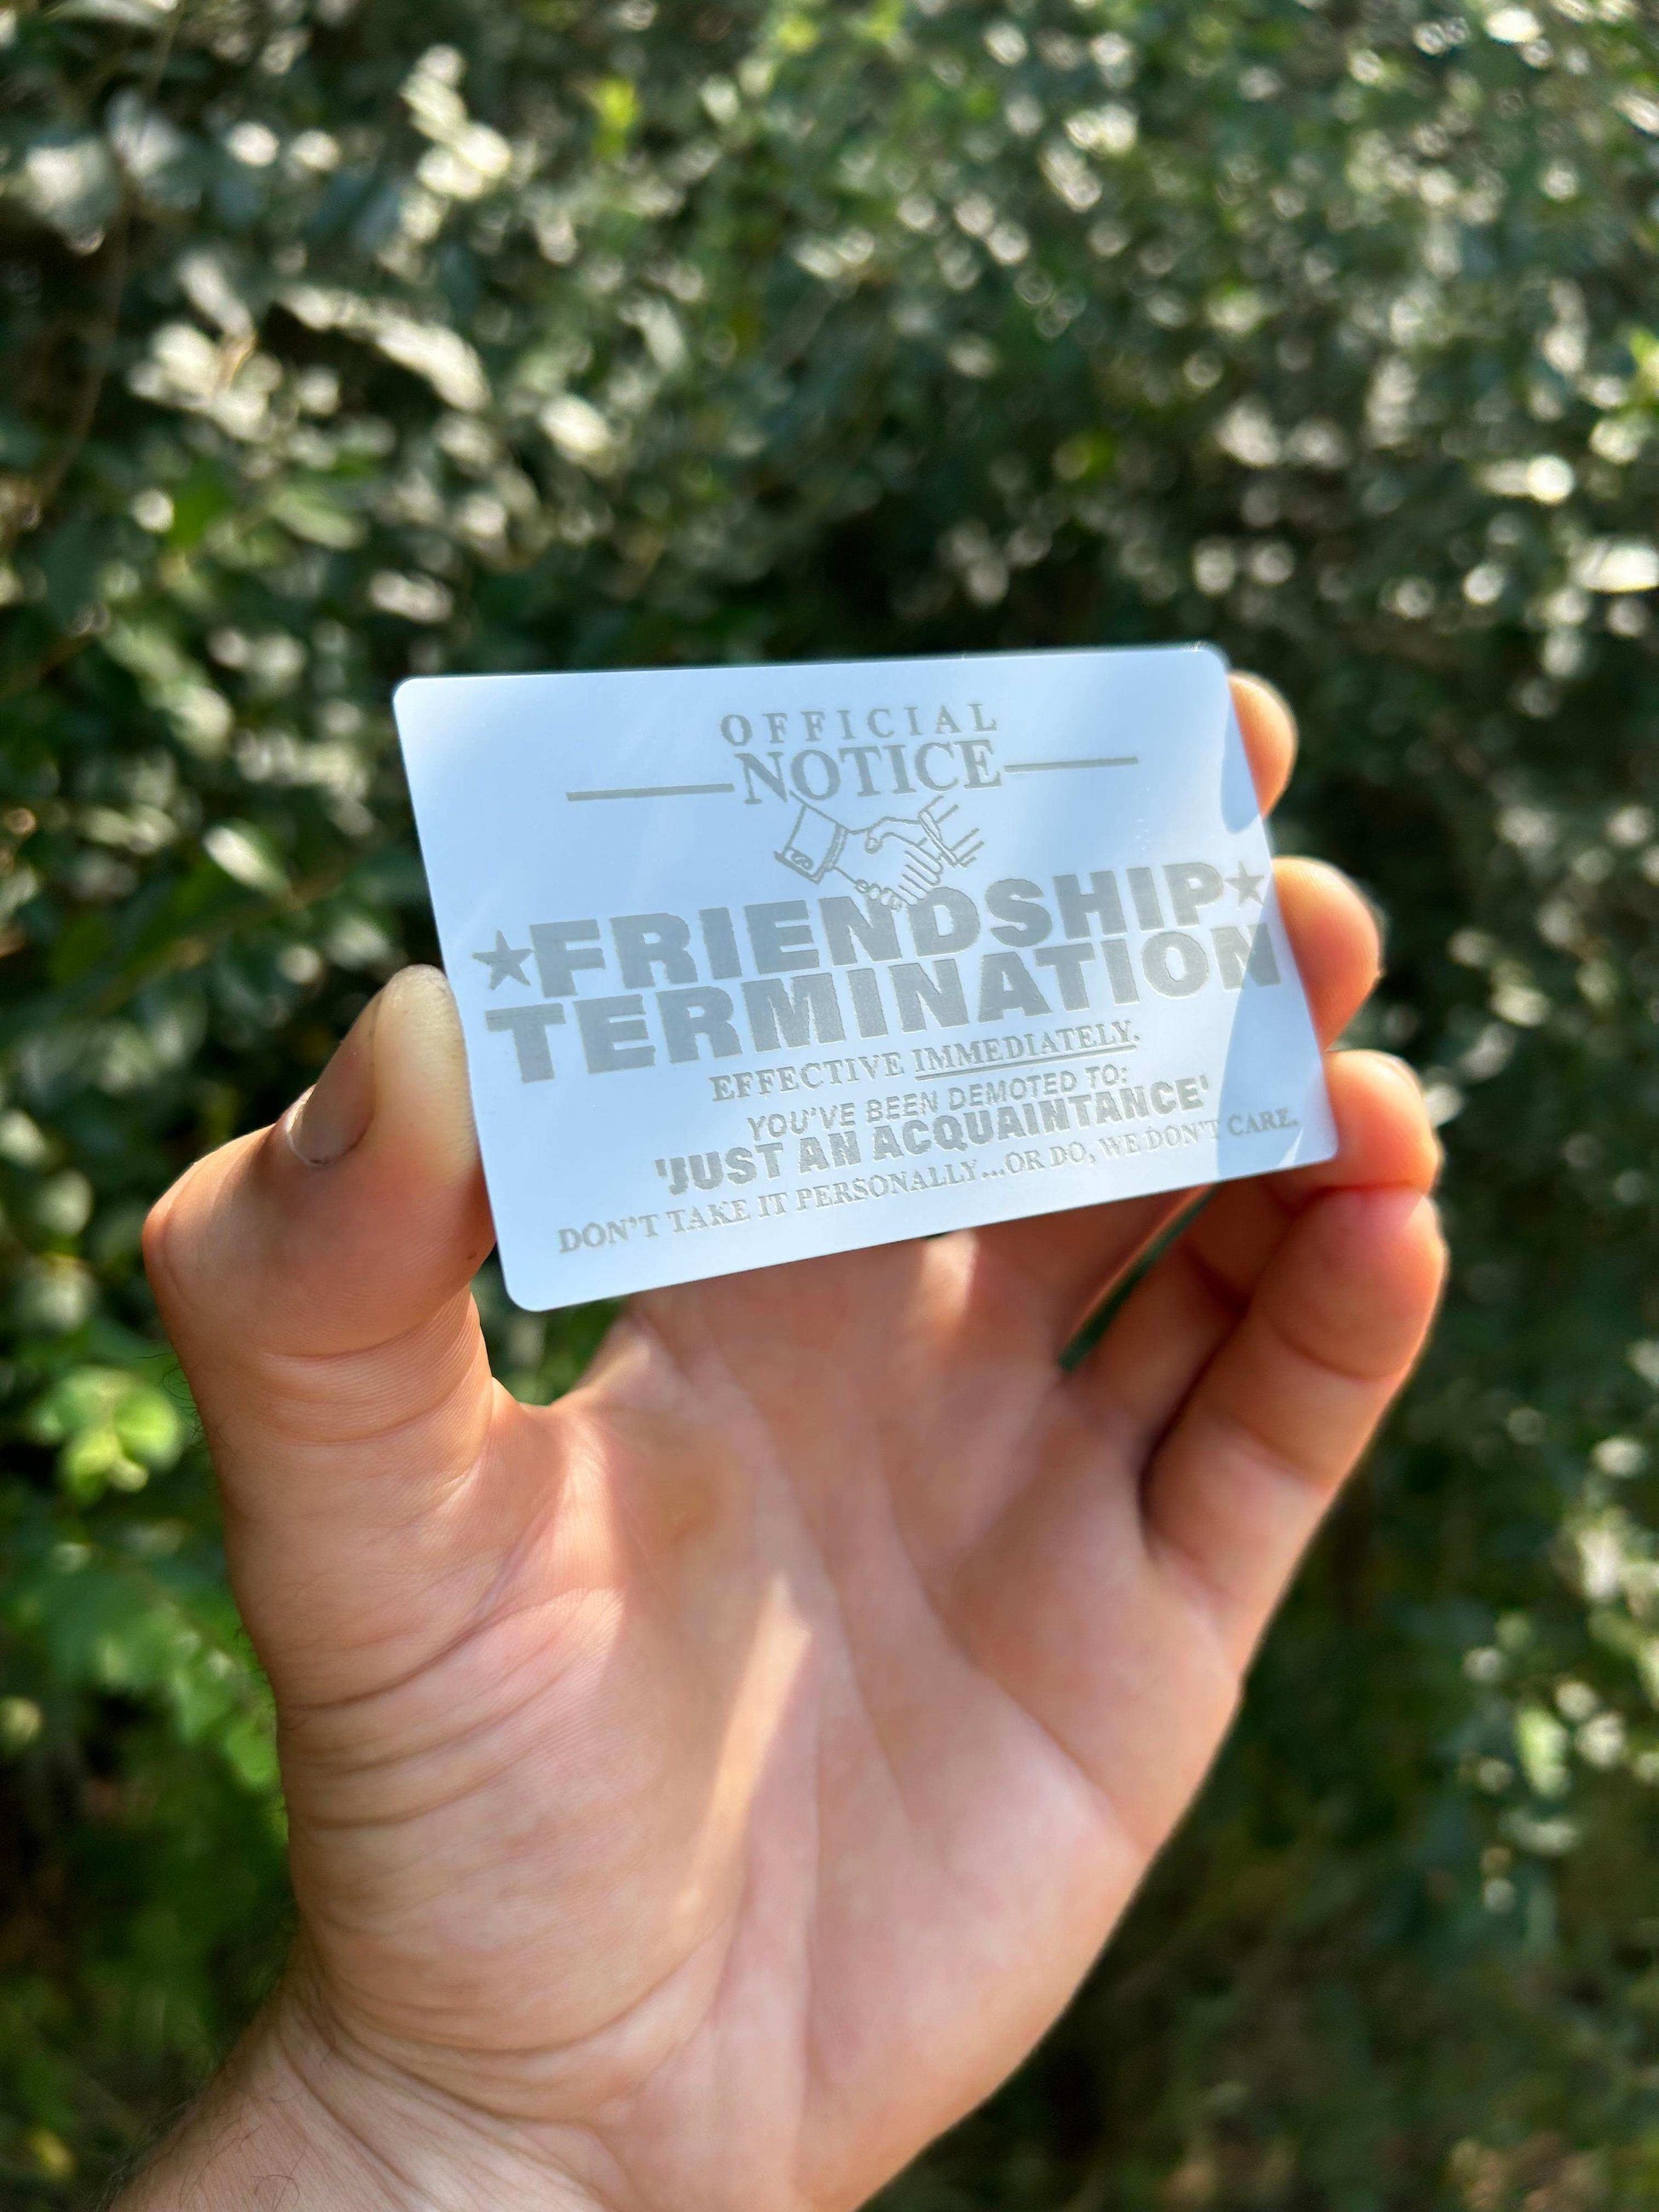 OFFICIAL
NOTICE
★FRIENDSHIP★
TERMINATION
EFFECTIVE IMMEDIATELY.
YOU'VE BEEN DEMOTED TO:
'JUST AN ACQUAINTANCE'
DON'T TAKE IT PERSONALLY...OR DO, WE DON'T CARE.